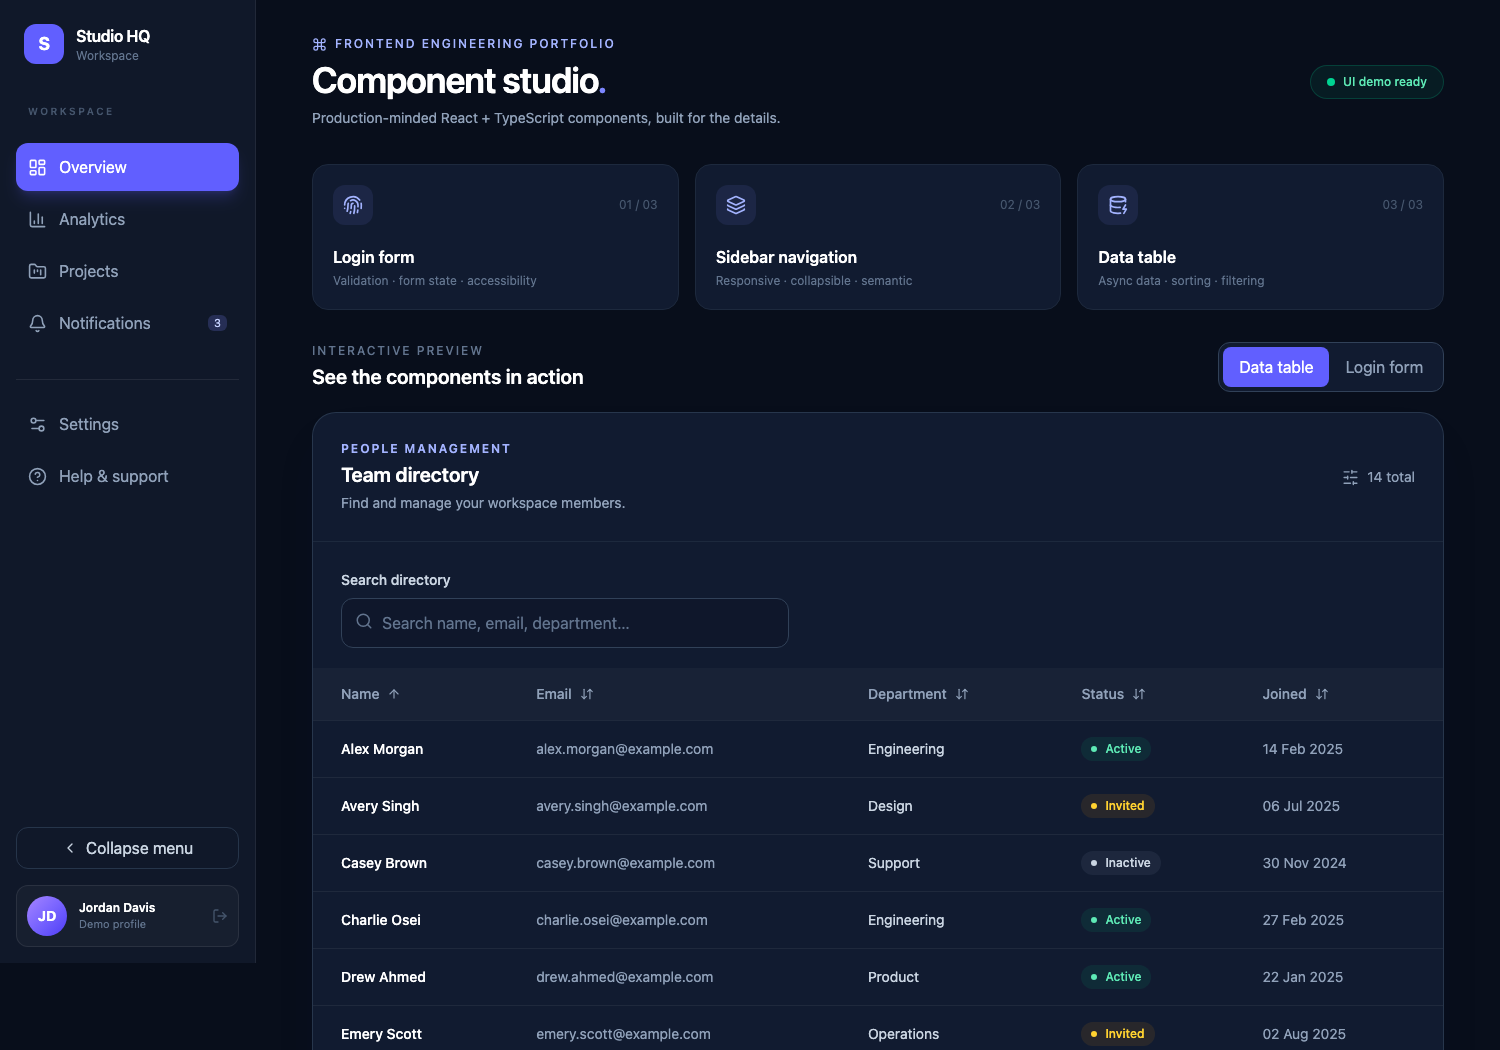 S
Studio HQ
Workspace
WORKSPACE
Overview
Analytics
Projects
Notifications 3
Settings
Help & support
Collapse menu
JD
Jordan Davis
Demo profile
FRONTEND ENGINEERING PORTFOLIO
Component studio.
Production-minded React + TypeScript components, built for the details.
UI demo ready
01 / 03
Login form
Validation · form state · accessibility
02 / 03
Sidebar navigation
Responsive · collapsible · semantic
03 / 03
Data table
Async data · sorting · filtering
INTERACTIVE PREVIEW
See the components in action
Data table Login form
PEOPLE MANAGEMENT
Team directory
Find and manage your workspace members.
14 total
Search directory
Search name, email, department...
Name Email Department Status Joined
Alex Morgan alex.morgan@example.com Engineering Active 14 Feb 2025
Avery Singh avery.singh@example.com Design Invited 06 Jul 2025
Casey Brown casey.brown@example.com Support Inactive 30 Nov 2024
Charlie Osei charlie.osei@example.com Engineering Active 27 Feb 2025
Drew Ahmed drew.ahmed@example.com Product Active 22 Jan 2025
Emery Scott emery.scott@example.com Operations Invited 02 Aug 2025